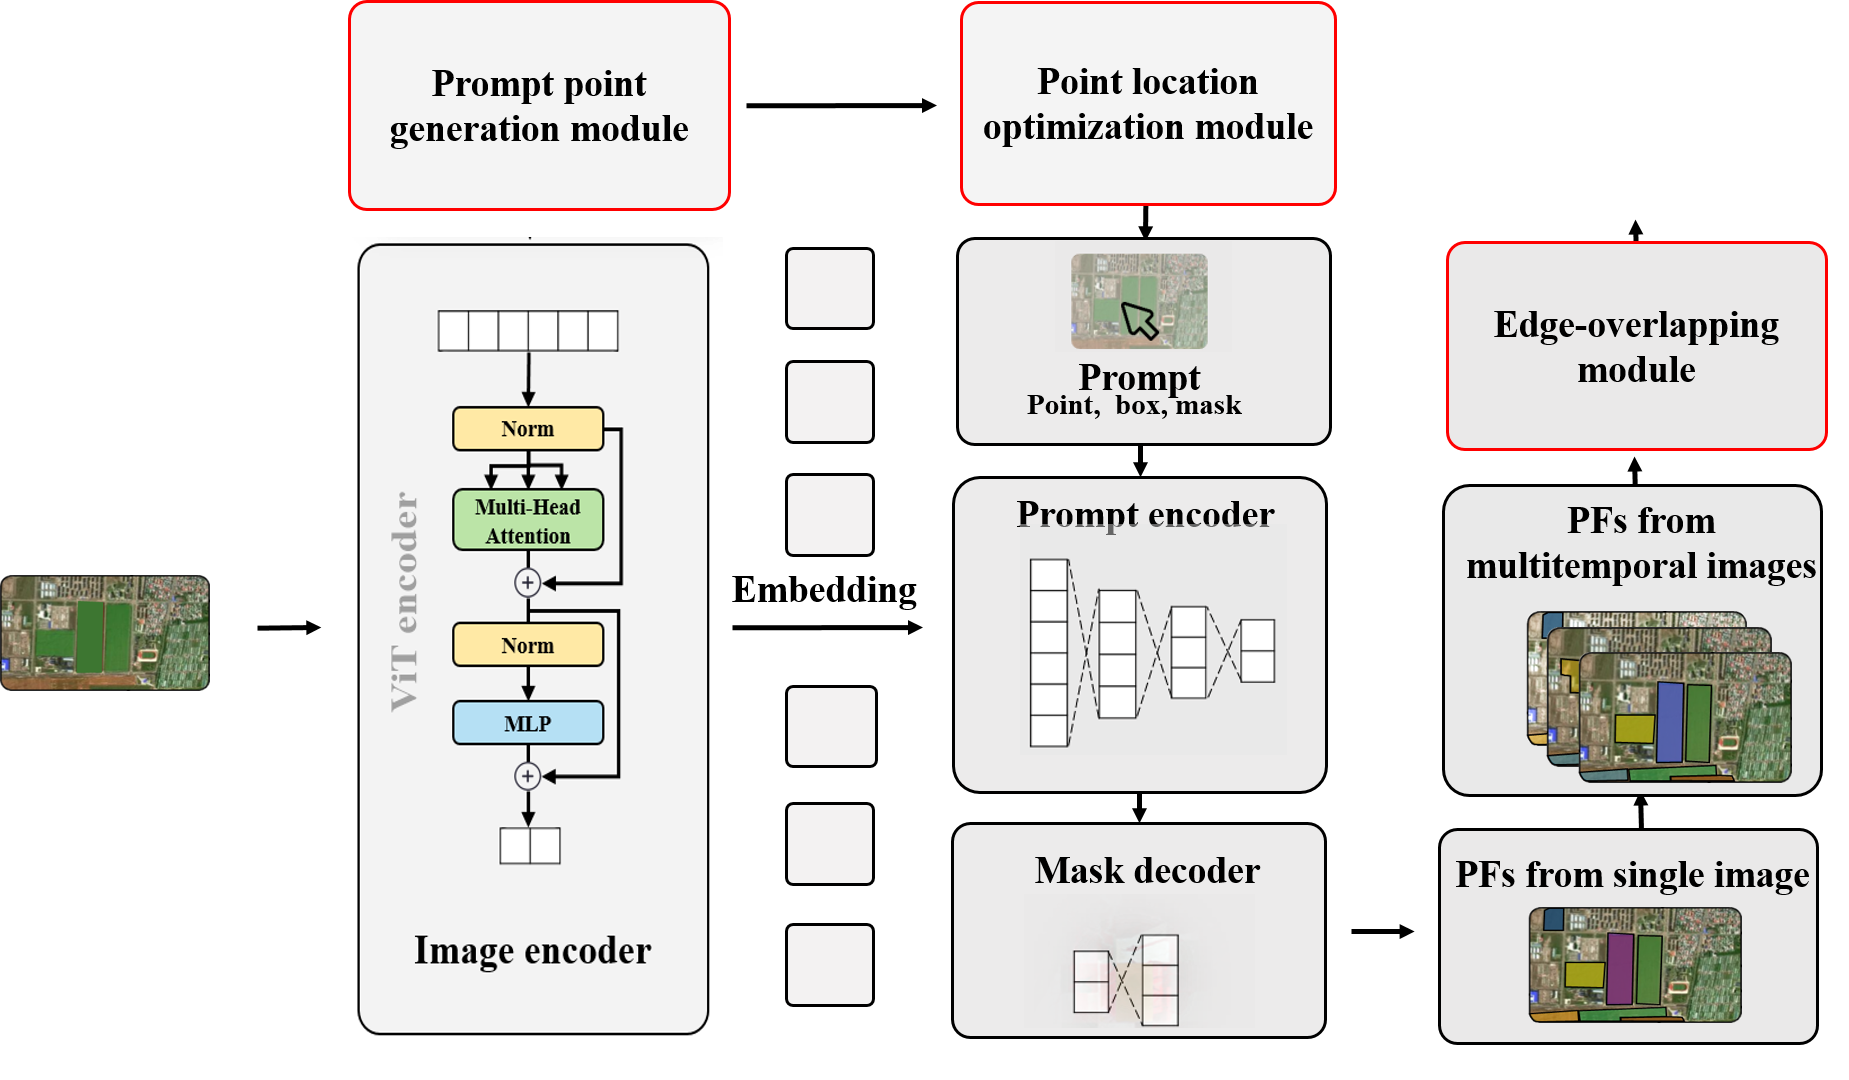 Prompt point
generation module
Point location
optimization module
ViT encoder
Norm
Multi-Head
Attention
+
Norm
MLP
+
Image encoder
Embedding
Prompt
Point, box, mask
Prompt encoder
Mask decoder
Edge-overlapping
module
PFs from
multitemporal images
PFs from single image